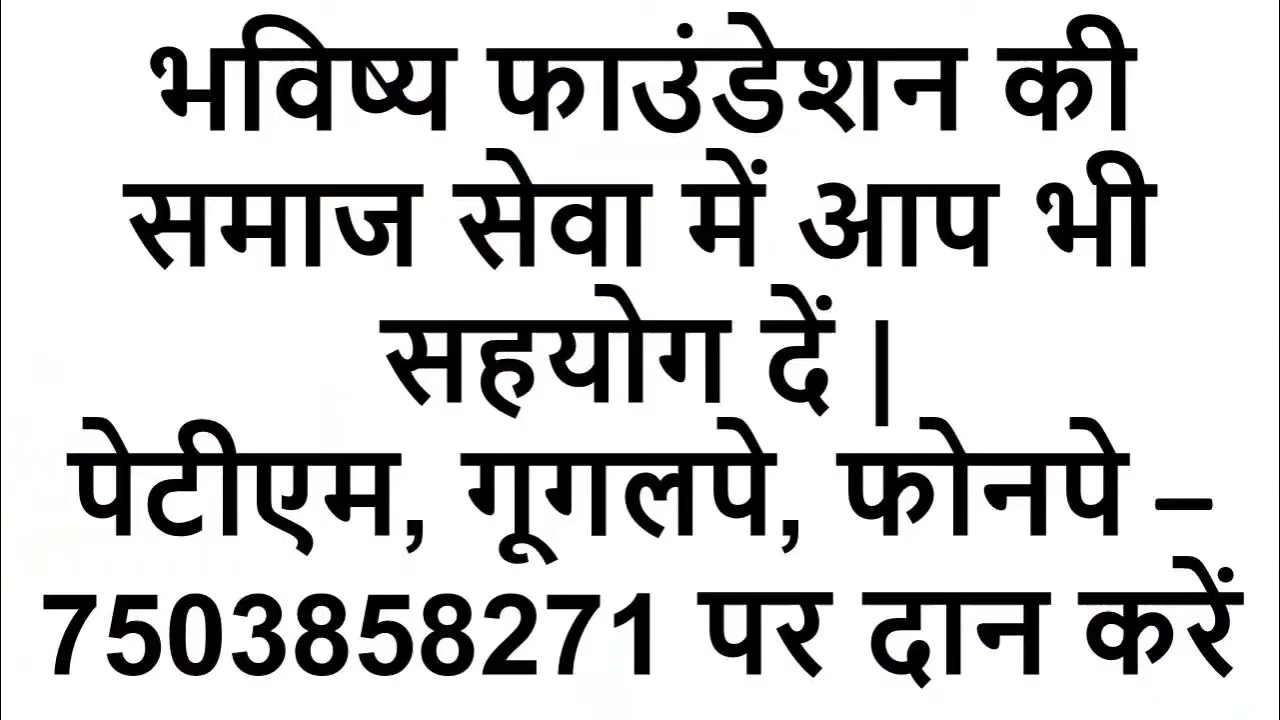 भविष्य फाउंडेशन की
समाज सेवा में आप भी
सहयोग दें |
पेटीएम, गूगलपे, फोनपे –
7503858271 पर दान करें